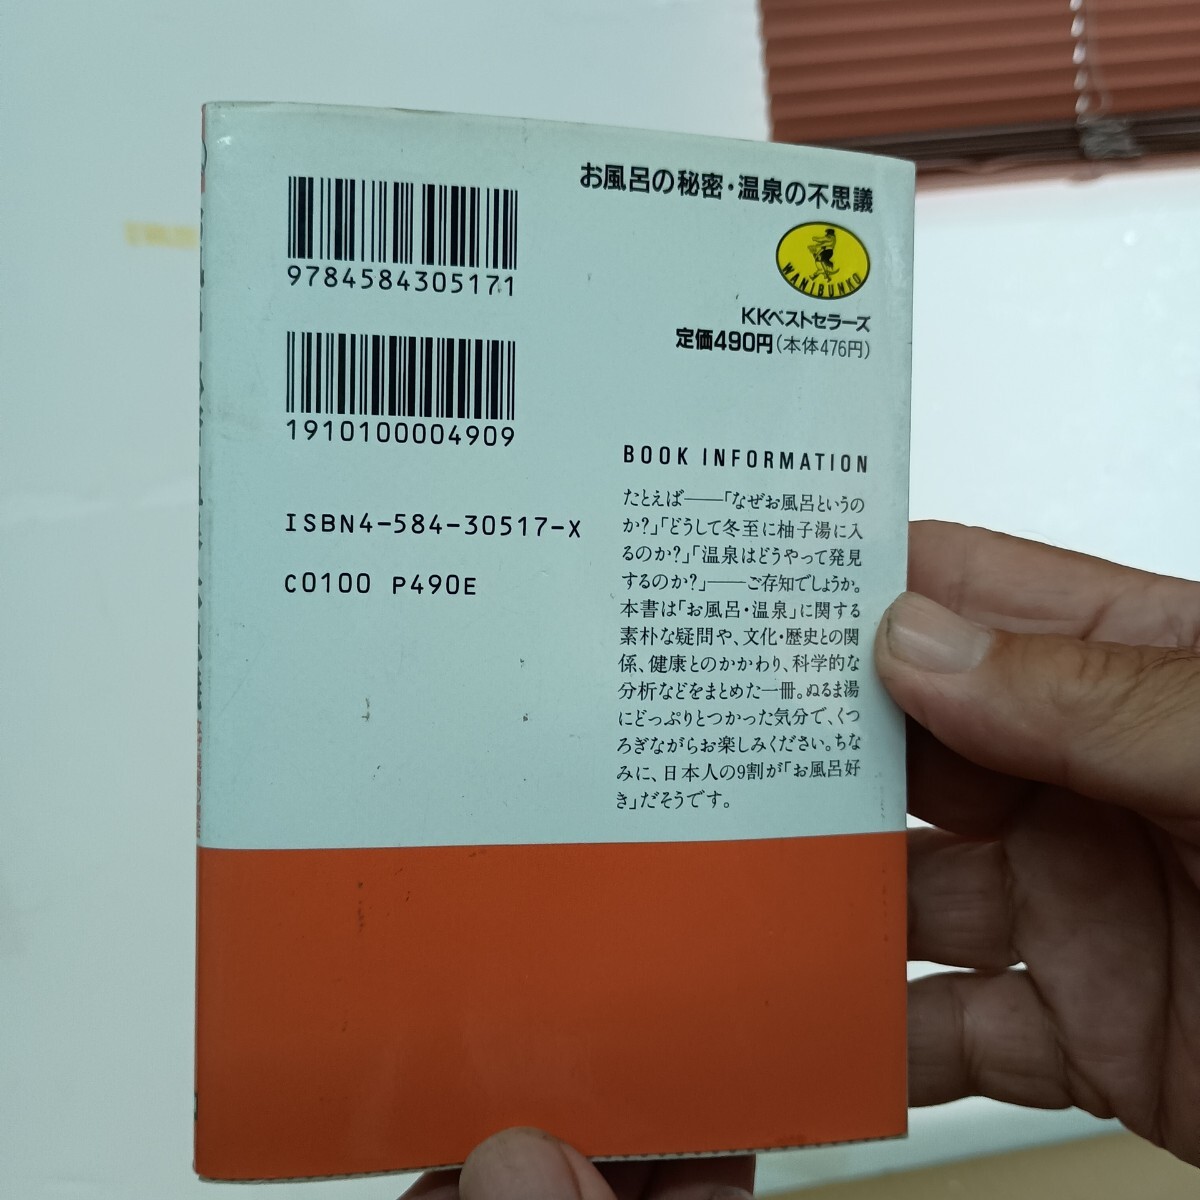 お風呂の秘密・温泉の不思議
WANIBUNKO
KKベストセラーズ
定価490円(本体476円)
9784584305171
1910100004909
ISBN4-584-30517-X
C0100 P490E
BOOK INFORMATION
たとえば――「なぜお風呂というの
か?」「どうして冬至に柚子湯に入
るのか?」「温泉はどうやって発見
するのか?」――ご存知でしょうか。
本書は「お風呂・温泉」に関する
素朴な疑問や、文化・歴史との関
係、健康とのかかわり、科学的な
分析などをまとめた一冊。ぬるま湯
にどっぷりとつかった気分で、くつ
ろぎながらお楽しみください。ちな
みに、日本人の9割が「お風呂好
き」だそうです。